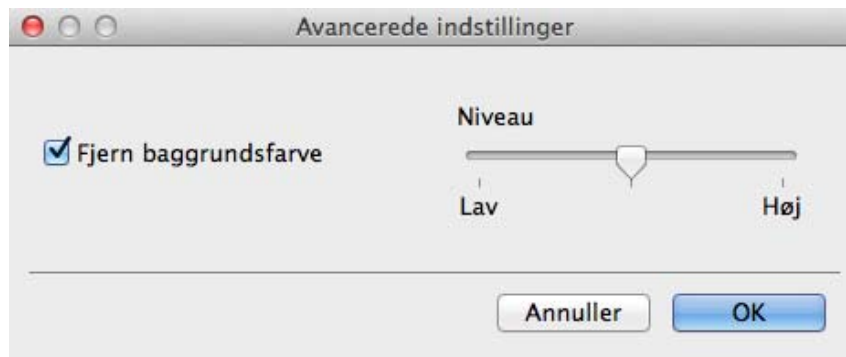 Avancerede indstillinger
Niveau
Fjern baggrundsfarve
Lav
Høj
Annuller
OK